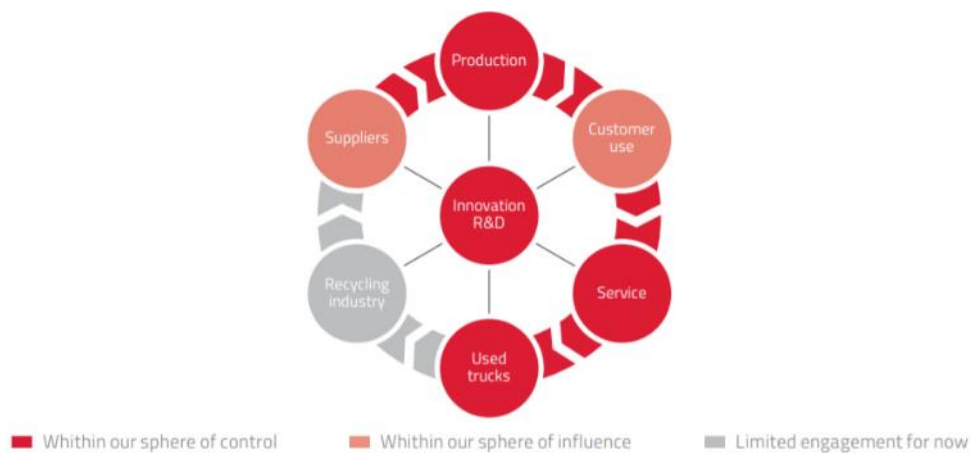 Production
Suppliers
Customer
use
Innovation
R&D
Recycling
industry
Service
Used
trucks
Whithin our sphere of control
Whithin our sphere of influence
Limited engagement for now